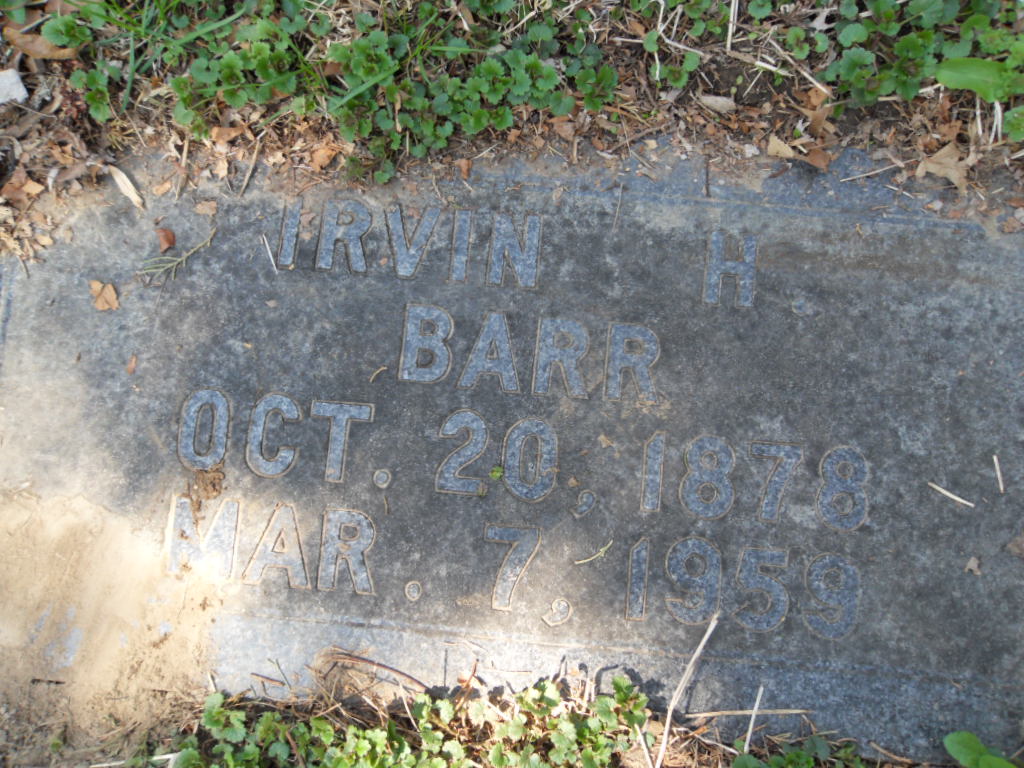 IRVIN H
BARR
OCT. 20, 1878
MAR. 7, 1959